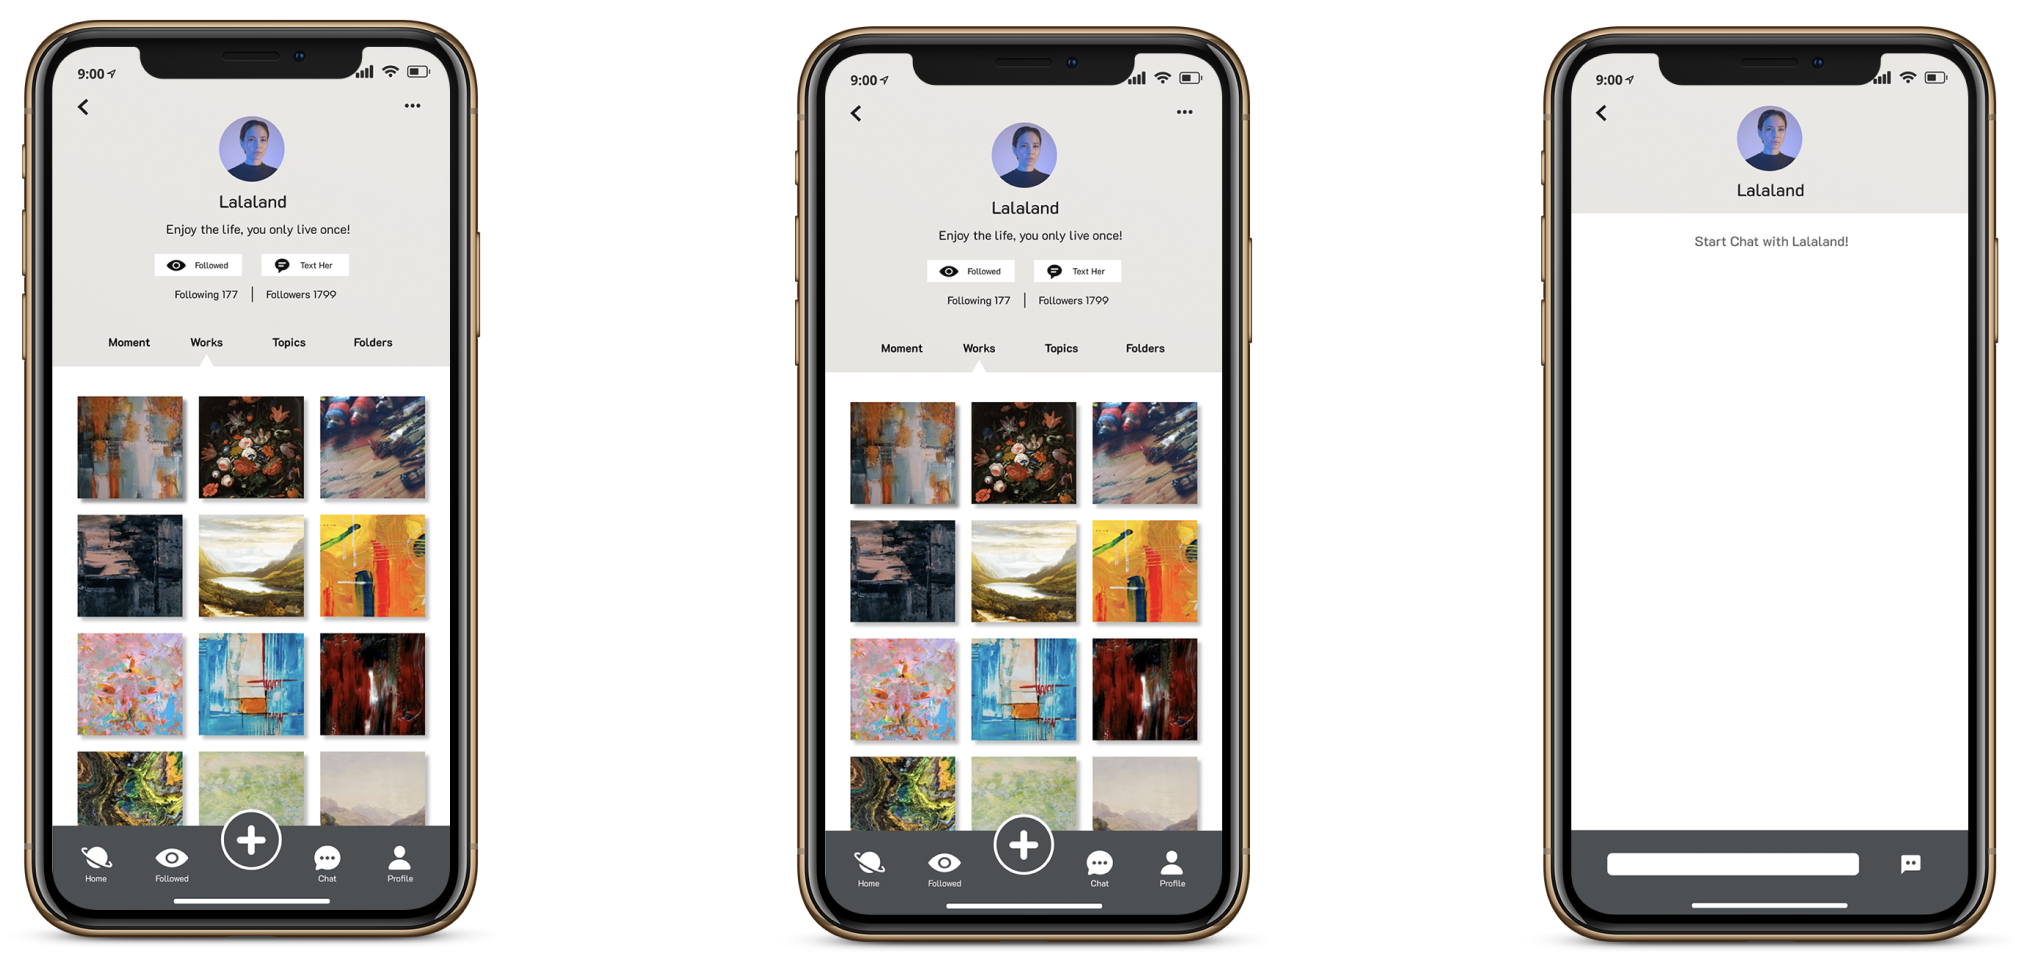 9:00
Lalaland
Enjoy the life, you only live once!
Followed Text Her
Following 177 Followers 1799
Moment Works Topics Folders
Home Followed Chat Profile
9:00
Lalaland
Enjoy the life, you only live once!
Followed Text Her
Following 177 Followers 1799
Moment Works Topics Folders
Home Followed Chat Profile
9:00
Lalaland
Start Chat with Lalaland!